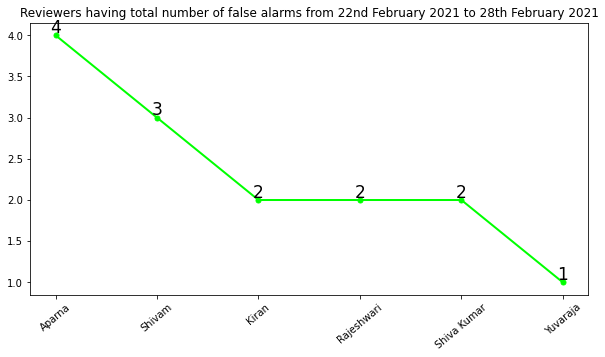 Reviewers having total number of false alarms from 22nd February 2021 to 28th February 2021
4.0
3.5
3.0
2.5
2.0
1.5
1.0
4
3
2
2
2
1
Aparna
Shivam
Kiran
Rajeshwari
Shiva Kumar
Yuvaraja